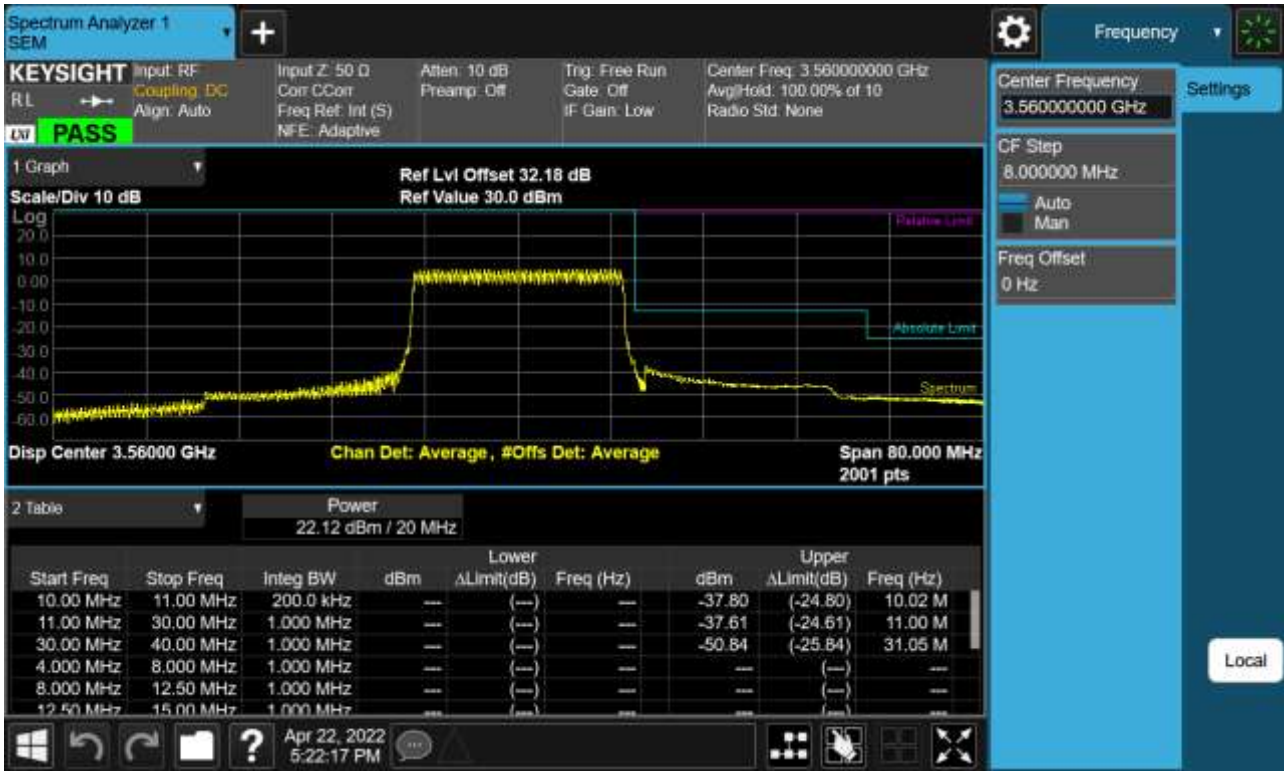 Spectrum Analyzer 1
SEM
+
Frequency
KEYSIGHT
Input: RF
Coupling: DC
Align: Auto
RL
LXI
PASS
Input Z: 50 Ω
Corr CCorr
Freq Ref: Int (S)
NFE: Adaptive
Atten: 10 dB
Preamp: Off
Trig: Free Run
Gate: Off
IF Gain: Low
Center Freq: 3.560000000 GHz
Avg|Hold: 100.00% of 10
Radio Std: None
Center Frequency
3.560000000 GHz
Settings
CF Step
8.000000 MHz
Auto
Man
Freq Offset
0 Hz
1 Graph
Ref Lvl Offset 32.18 dB
Scale/Div 10 dB
Ref Value 30.0 dBm
Log
Relative Limit
20.0
10.0
0.00
-10.0
-20.0
Absolute Limit
-30.0
-40.0
Spectrum
-50.0
-60.0
Disp Center 3.56000 GHz
Chan Det: Average, #Offs Det: Average
Span 80.000 MHz
2001 pts
2 Table
Power
22.12 dBm / 20 MHz
Lower Upper
Start Freq Stop Freq Integ BW dBm ΔLimit(dB) Freq (Hz) dBm ΔLimit(dB) Freq (Hz)
10.00 MHz 11.00 MHz 200.0 kHz --- (---) --- -37.80 (-24.80) 10.02 M
11.00 MHz 30.00 MHz 1.000 MHz --- (---) --- -37.61 (-24.61) 11.00 M
30.00 MHz 40.00 MHz 1.000 MHz --- (---) --- -50.84 (-25.84) 31.05 M
4.000 MHz 8.000 MHz 1.000 MHz --- (---) --- --- (---) ---
8.000 MHz 12.50 MHz 1.000 MHz --- (---) --- --- (---) ---
12.50 MHz 15.00 MHz 1.000 MHz --- (---) --- --- (---) ---
Local
?
Apr 22, 2022
5:22:17 PM